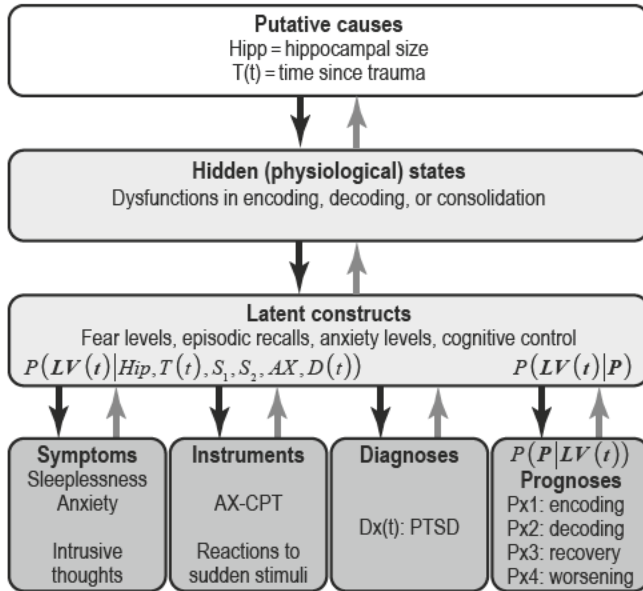 Putative causes
Hipp = hippocampal size
T(t) = time since trauma
Hidden (physiological) states
Dysfunctions in encoding, decoding, or consolidation
Latent constructs
Fear levels, episodic recalls, anxiety levels, cognitive control
P(LV(t)|Hip, T(t), S₁, S₂, AX, D(t))
P(LV(t)|P)
Symptoms
Sleeplessness
Anxiety
Intrusive
thoughts
Instruments
AX-CPT
Reactions to
sudden stimuli
Diagnoses
Dx(t): PTSD
P(P|LV(t))
Prognoses
Px1: encoding
Px2: decoding
Px3: recovery
Px4: worsening